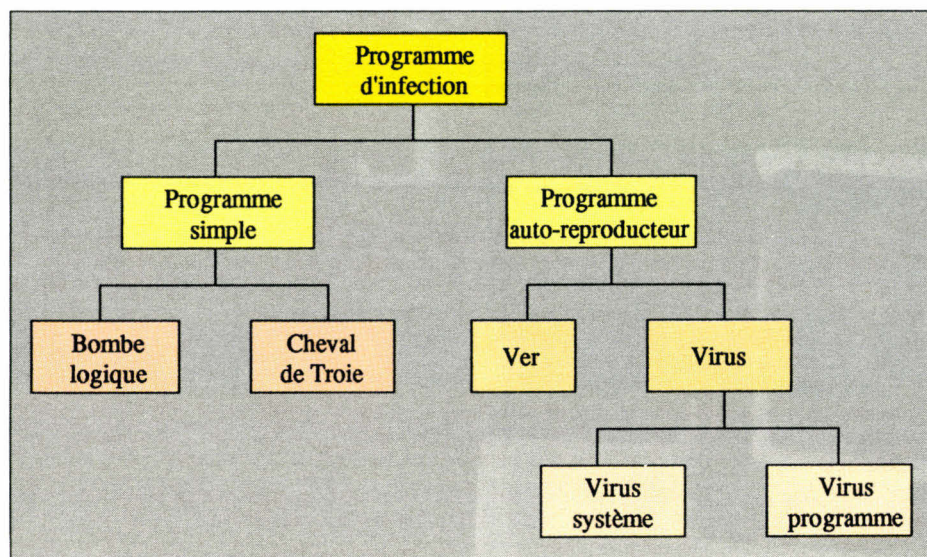 Programme
d'infection
Programme
simple
Programme
auto-reproducteur
Bombe
logique
Cheval
de Troie
Ver
Virus
Virus
système
Virus
programme